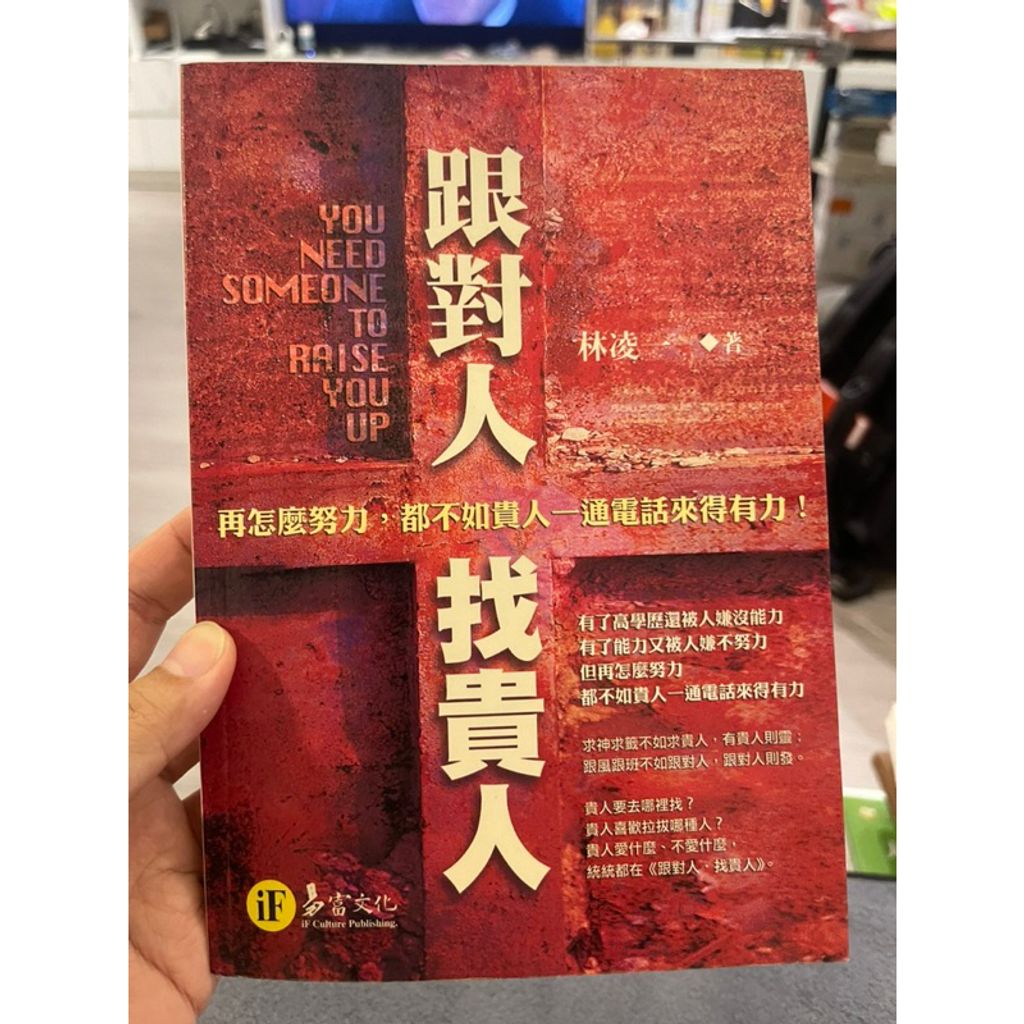 跟對人
找貴人
YOU
NEED
SOMEONE
TO
RAISE
YOU
UP
林凌一◆著
再怎麼努力，都不如貴人一通電話來得有力！
有了高學歷還被人嫌沒能力
有了能力又被人嫌不努力
但再怎麼努力
都不如貴人一通電話來得有力
求神求籤不如求貴人，有貴人則靈；
跟風跟班不如跟對人，跟對人則發。
貴人要去哪裡找？
貴人喜歡拉拔哪種人？
貴人愛什麼、不愛什麼，
統統都在《跟對人，找貴人》。
iF
易富文化
iF Culture Publishing.